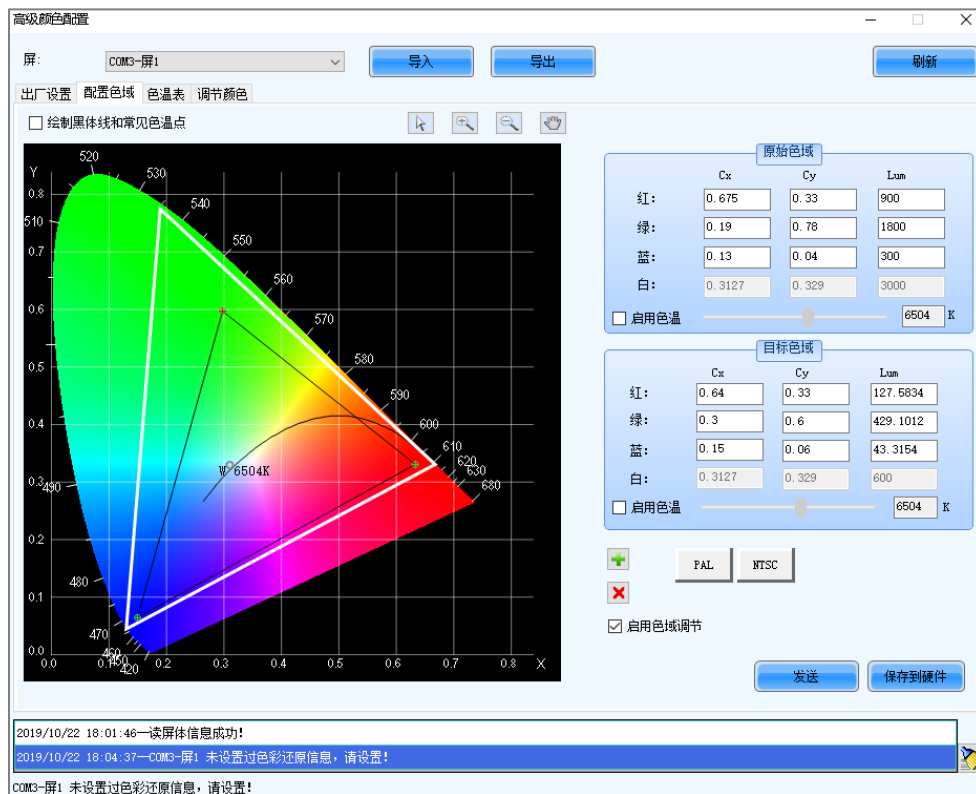 高级颜色配置
屏: COM3-屏1 导入 导出 刷新
出厂设置 配置色域 色温表 调节颜色
绘制黑体线和常见色温点
Y
520
530
540
510
550
560
570
580
590
600
610
620
630
680
490
480
470
460
450
420
0.8
0.7
0.6
0.5
0.4
0.3
0.2
0.1
0.0
W 6504K
0.0 0.1 0.2 0.3 0.4 0.5 0.6 0.7 0.8 X
原始色域
Cx Cy Lum
红: 0.675 0.33 900
绿: 0.19 0.78 1800
蓝: 0.13 0.04 300
白: 0.3127 0.329 3000
启用色温 6504 K
目标色域
Cx Cy Lum
红: 0.64 0.33 127.5834
绿: 0.3 0.6 429.1012
蓝: 0.15 0.06 43.3154
白: 0.3127 0.329 600
启用色温 6504 K
PAL NTSC
启用色域调节
发送 保存到硬件
2019/10/22 18:01:46—读屏体信息成功!
2019/10/22 18:04:37—COM3-屏1 未设置过色彩还原信息，请设置!
COM3-屏1 未设置过色彩还原信息，请设置!